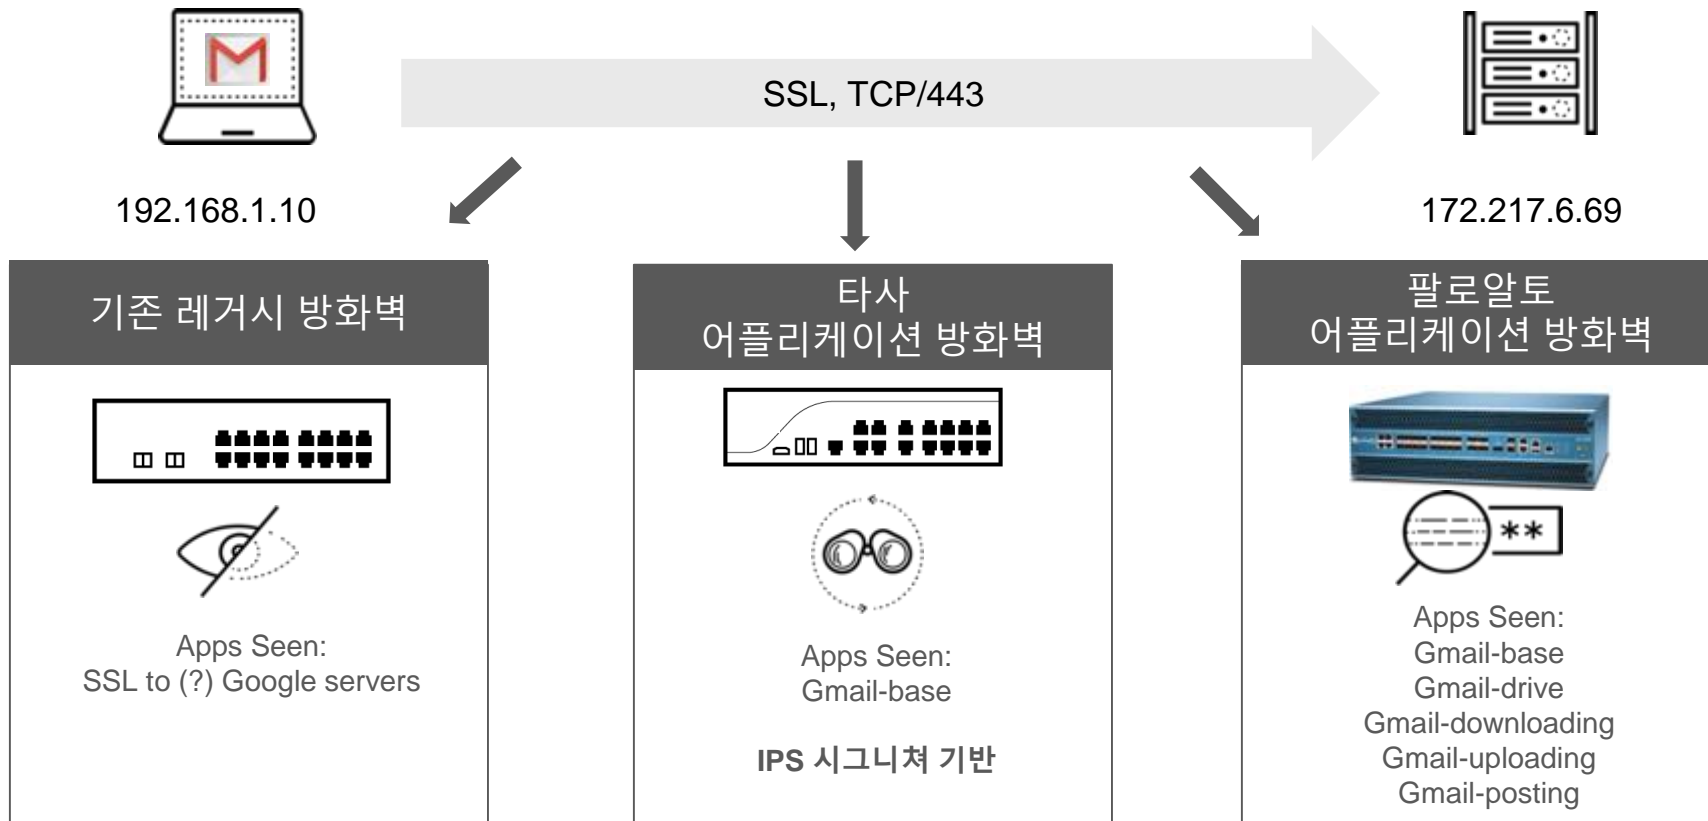 SSL, TCP/443
192.168.1.10
172.217.6.69
기존 레거시 방화벽
Apps Seen:
SSL to (?) Google servers
타사
어플리케이션 방화벽
Apps Seen:
Gmail-base
IPS 시그니쳐 기반
팔로알토
어플리케이션 방화벽
**
Apps Seen:
Gmail-base
Gmail-drive
Gmail-downloading
Gmail-uploading
Gmail-posting